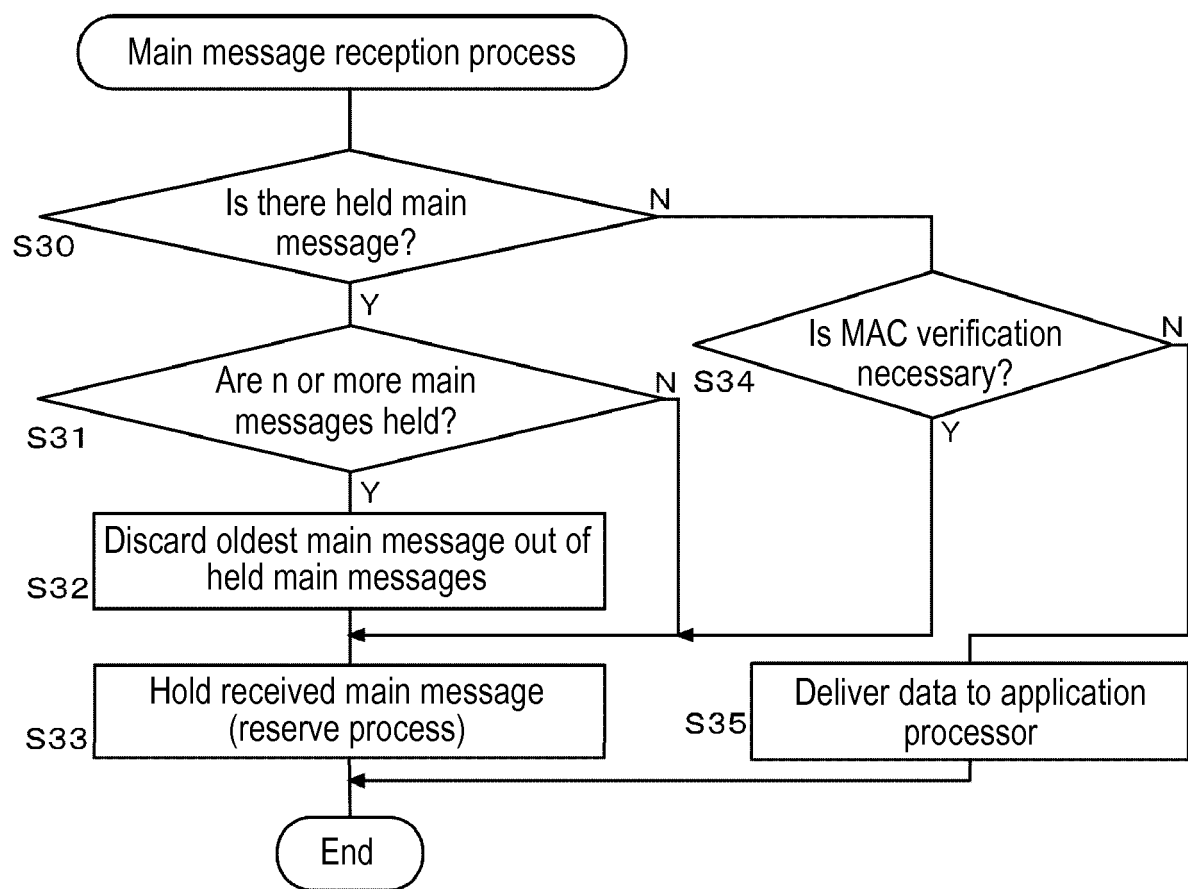 Main message reception process
Is there held main
message?
N
S30
Y
Is MAC verification
necessary?
N
S34
Y
Are n or more main
messages held?
N
S31
Y
Discard oldest main message out of
held main messages
S32
Hold received main message
(reserve process)
S33
Deliver data to application
processor
S35
End